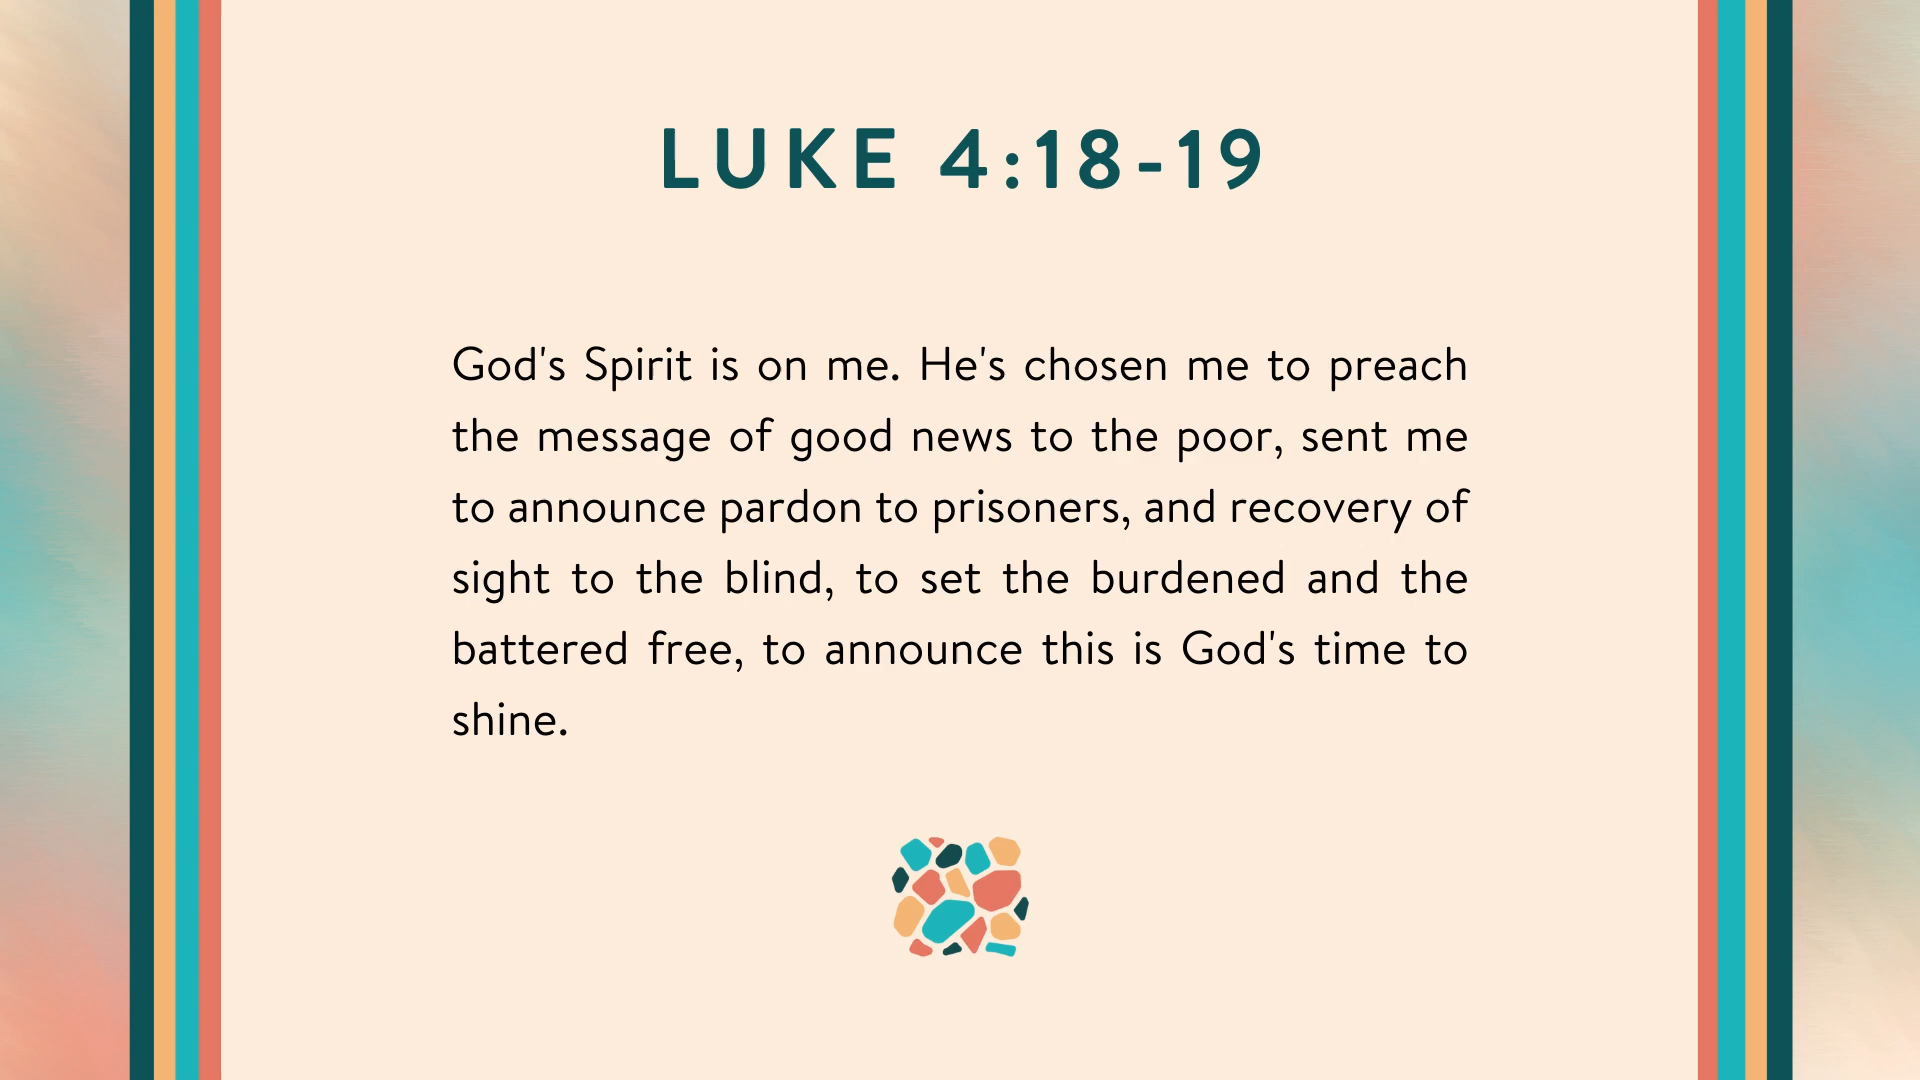 LUKE 4:18-19
God's Spirit is on me. He's chosen me to preach
the message of good news to the poor, sent me
to announce pardon to prisoners, and recovery of
sight to the blind, to set the burdened and the
battered free, to announce this is God's time to
shine.